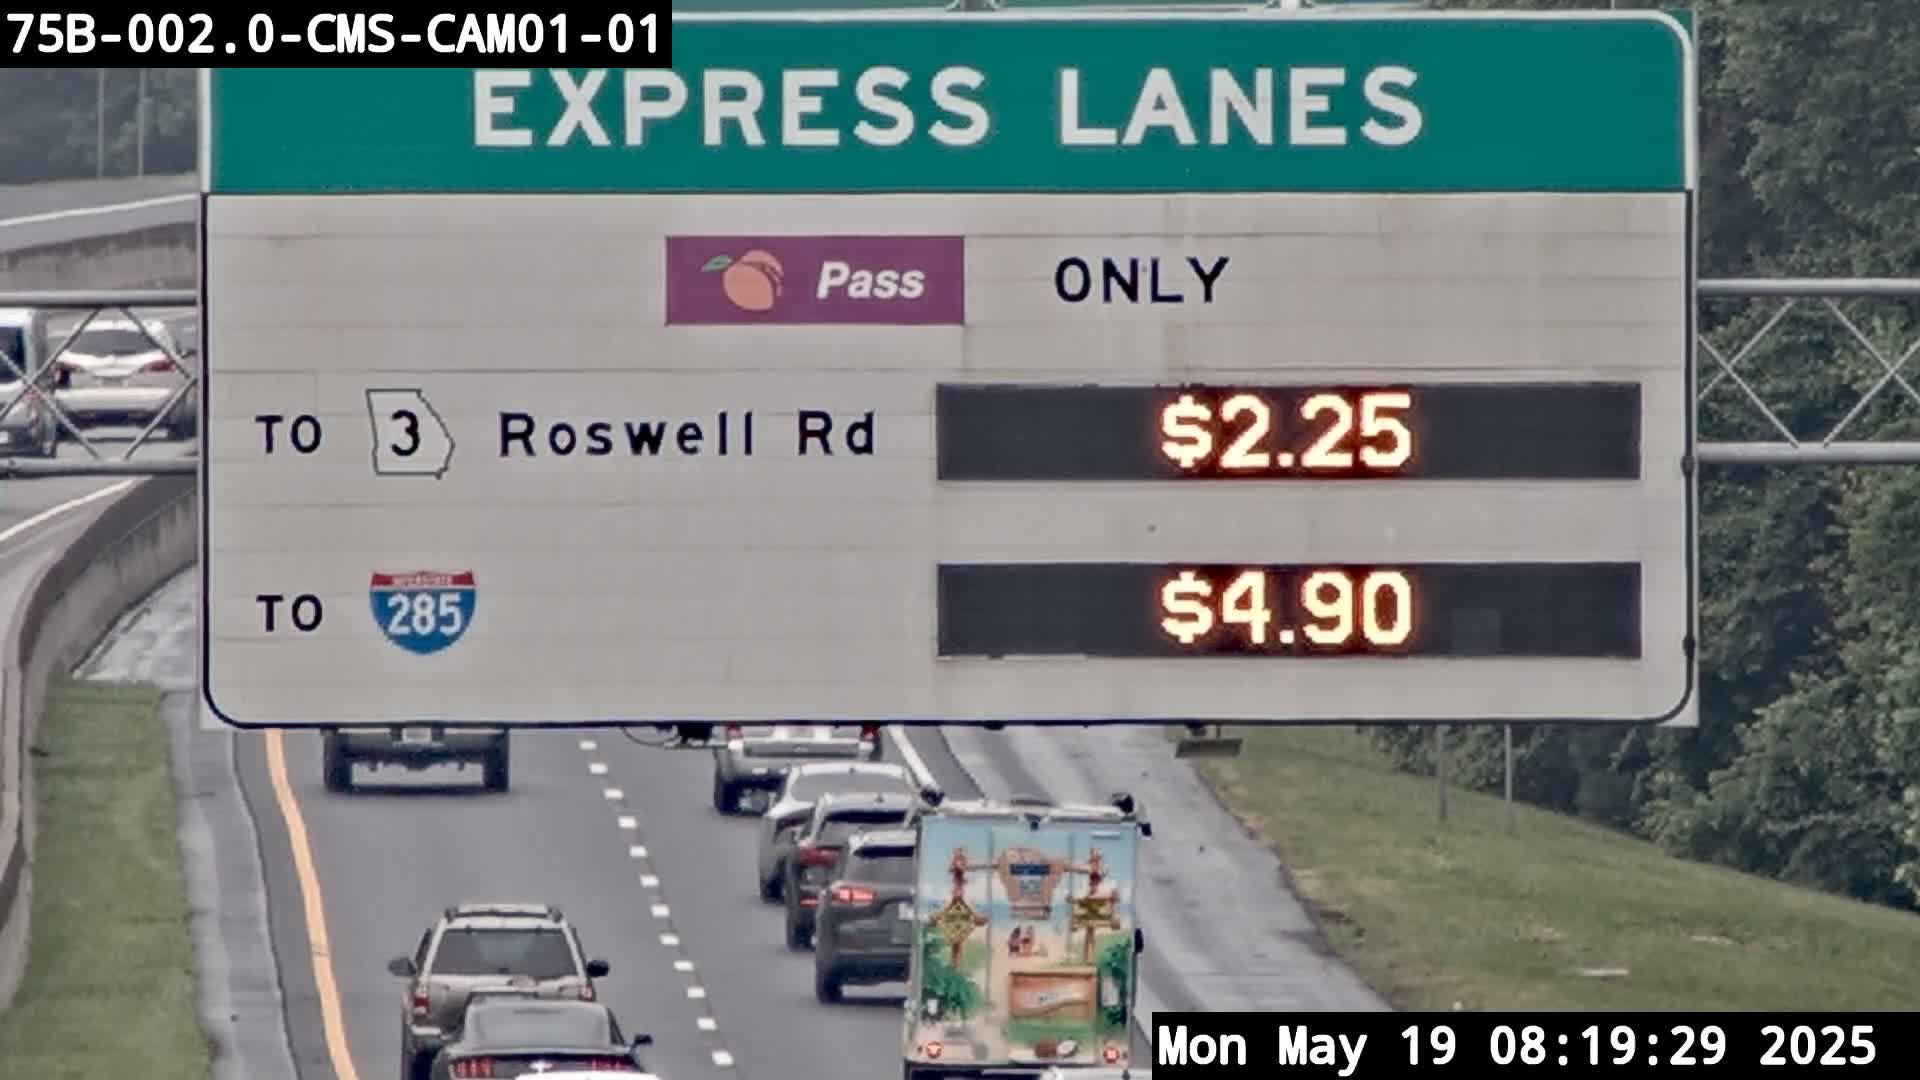 75B-002.0-CMS-CAM01-01
EXPRESS LANES
Pass ONLY
TO 3 Roswell Rd $2.25
TO INTERSTATE 285 $4.90
Mon May 19 08:19:29 2025